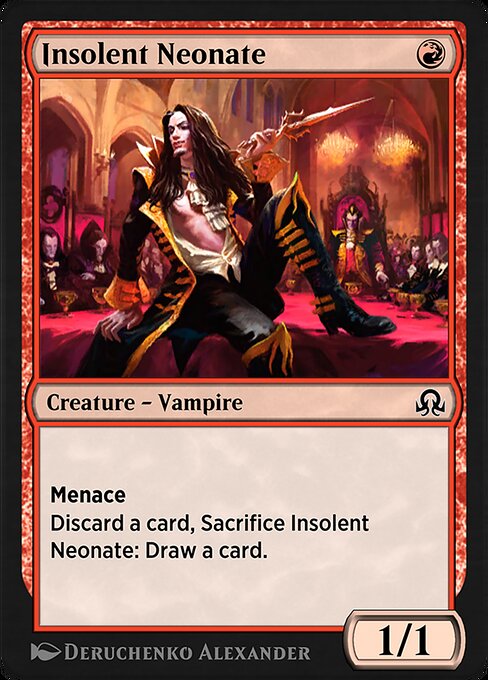 Insolent Neonate
Creature – Vampire
Menace
Discard a card, Sacrifice Insolent
Neonate: Draw a card.
1/1
Deruchenko Alexander